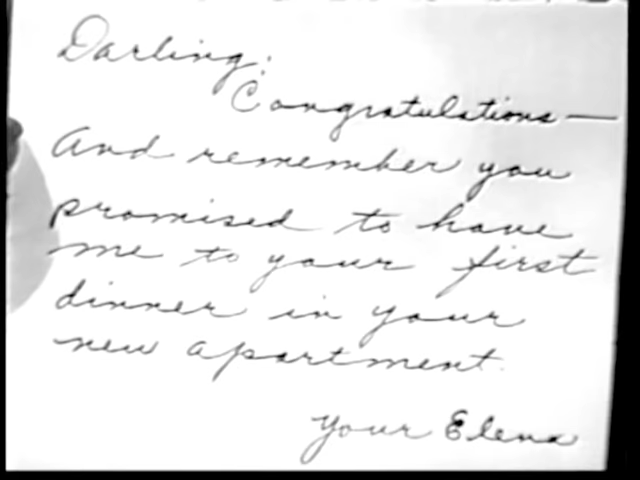 Darling:
Congratulations—
And remember you
promised to have
me to your first
dinner in your
new apartment.
Your Elena